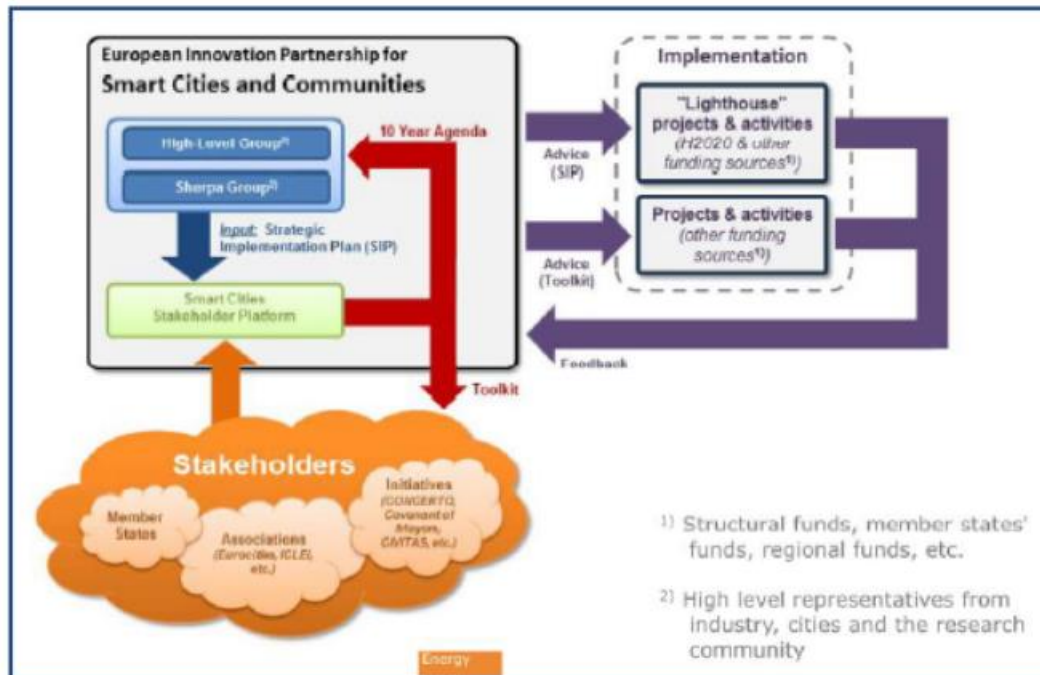 European Innovation Partnership for
Smart Cities and Communities
High-Level Group²⁾
Sherpa Group²⁾
Input: Strategic
Implementation Plan (SIP)
Smart Cities
Stakeholder Platform
10 Year Agenda
Toolkit
Advice
(SIP)
Advice
(Toolkit)
Implementation
"Lighthouse"
projects & activities
(H2020 & other
funding sources¹⁾)
Projects & activities
(other funding
sources¹⁾)
Feedback
Stakeholders
Member
States
Associations
(Eurocities, ICLEI,
etc.)
Initiatives
(CONCERTO,
Covenant of
Mayors,
CIVITAS, etc.)
¹⁾ Structural funds, member states'
funds, regional funds, etc.
²⁾ High level representatives from
industry, cities and the research
community
Energy